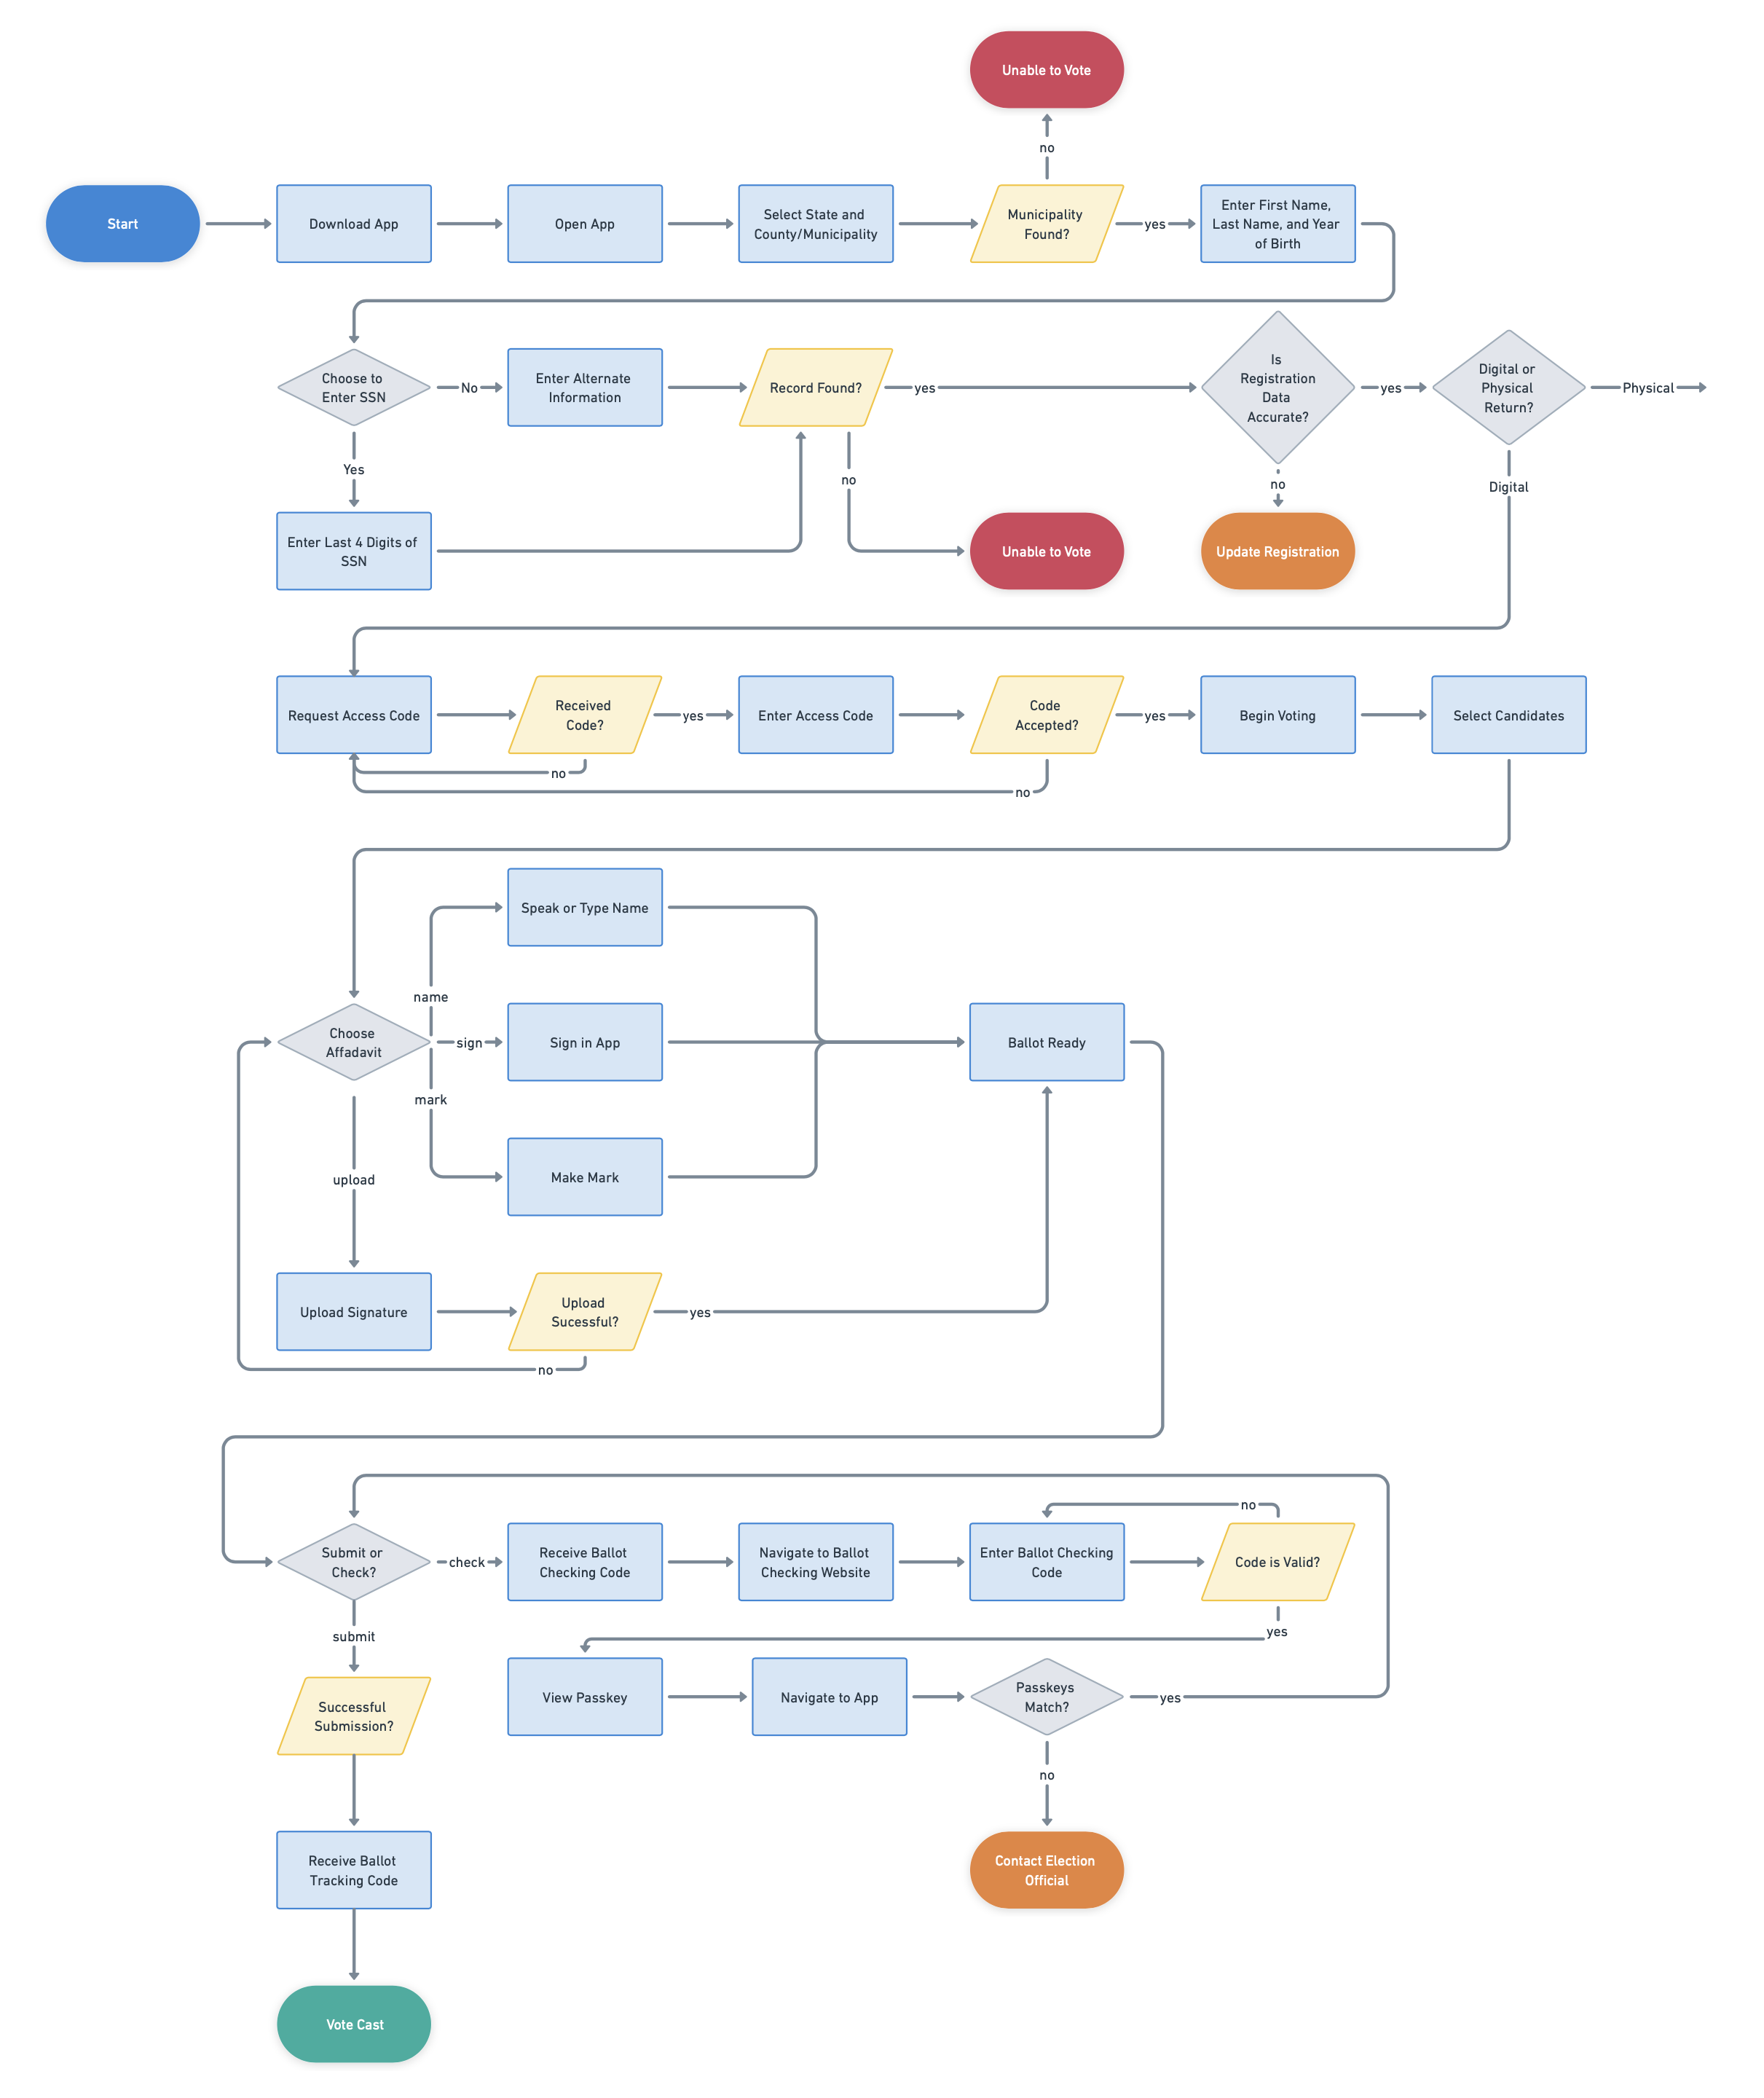 Unable to Vote
no
Start
Download App
Open App
Select State and
County/Municipality
Municipality
Found?
yes
Enter First Name,
Last Name, and Year
of Birth
Choose to
Enter SSN
No
Enter Alternate
Information
Record Found?
yes
Is
Registration
Data
Accurate?
yes
Digital or
Physical
Return?
Physical
Yes
no
no
Digital
Enter Last 4 Digits of
SSN
Unable to Vote
Update Registration
Request Access Code
Received
Code?
yes
Enter Access Code
Code
Accepted?
yes
Begin Voting
Select Candidates
no
no
Speak or Type Name
name
Choose
Affadavit
sign
Sign in App
Ballot Ready
mark
Make Mark
upload
Upload Signature
Upload
Sucessful?
yes
no
no
Submit or
Check?
check
Receive Ballot
Checking Code
Navigate to Ballot
Checking Website
Enter Ballot Checking
Code
Code is Valid?
yes
submit
View Passkey
Navigate to App
Passkeys
Match?
yes
Successful
Submission?
no
Receive Ballot
Tracking Code
Contact Election
Official
Vote Cast